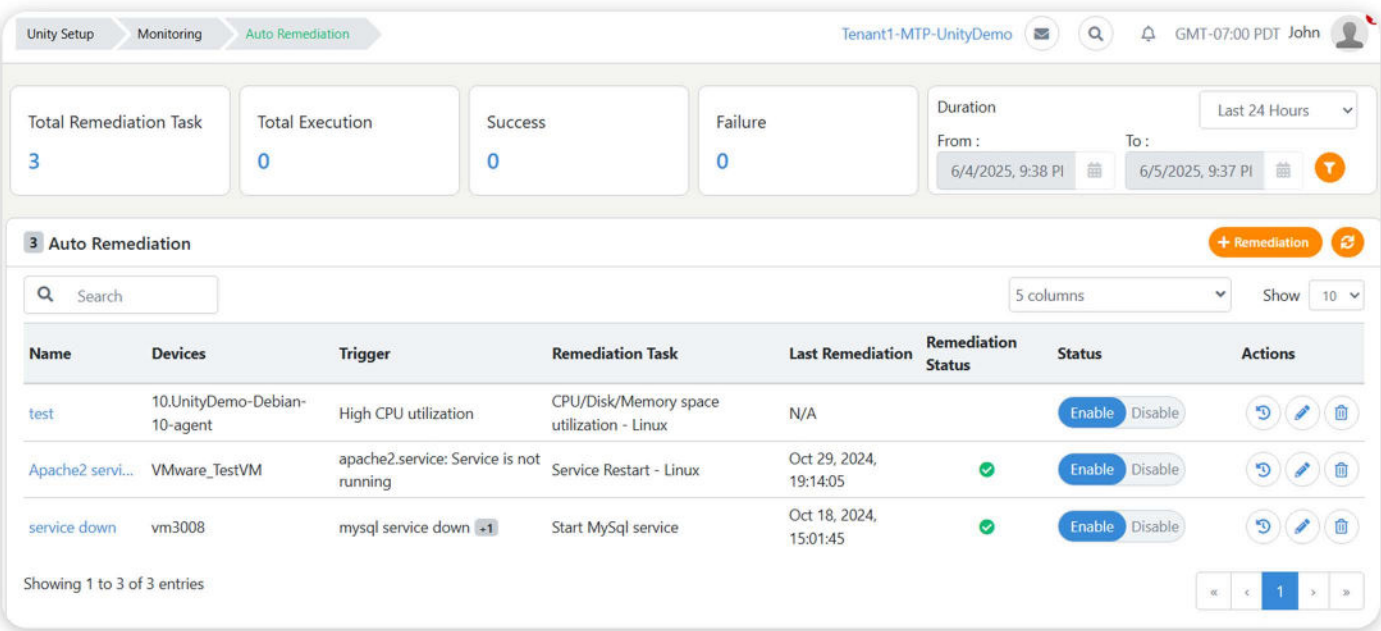 Unity Setup Monitoring Auto Remediation Tenant1-MTP-UnityDemo GMT-07:00 PDT John
Total Remediation Task
3
Total Execution
0
Success
0
Failure
0
Duration Last 24 Hours
From : To :
6/4/2025, 9:38 PI 6/5/2025, 9:37 PI
3 Auto Remediation + Remediation
Search 5 columns Show 10
Name Devices Trigger Remediation Task Last Remediation Remediation Status Status Actions
test 10.UnityDemo-Debian-
10-agent High CPU utilization CPU/Disk/Memory space
utilization - Linux N/A Enable Disable
Apache2 servi... VMware_TestVM apache2.service: Service is not
running Service Restart - Linux Oct 29, 2024,
19:14:05 Enable Disable
service down vm3008 mysql service down +1 Start MySql service Oct 18, 2024,
15:01:45 Enable Disable
Showing 1 to 3 of 3 entries « ‹ 1 › »